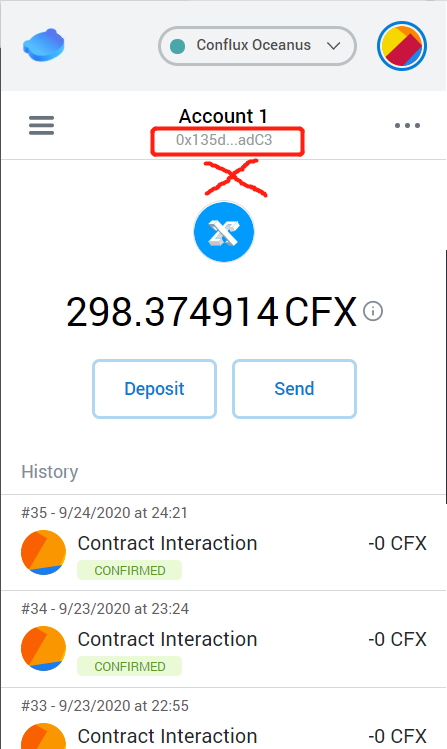 Conflux Oceanus
Account 1
0x135d...adC3
298.374914 CFX
Deposit
Send
History
#35 - 9/24/2020 at 24:21
Contract Interaction
-0 CFX
CONFIRMED
#34 - 9/23/2020 at 23:24
Contract Interaction
-0 CFX
CONFIRMED
#33 - 9/23/2020 at 22:55
Contract Interaction
-0 CFX